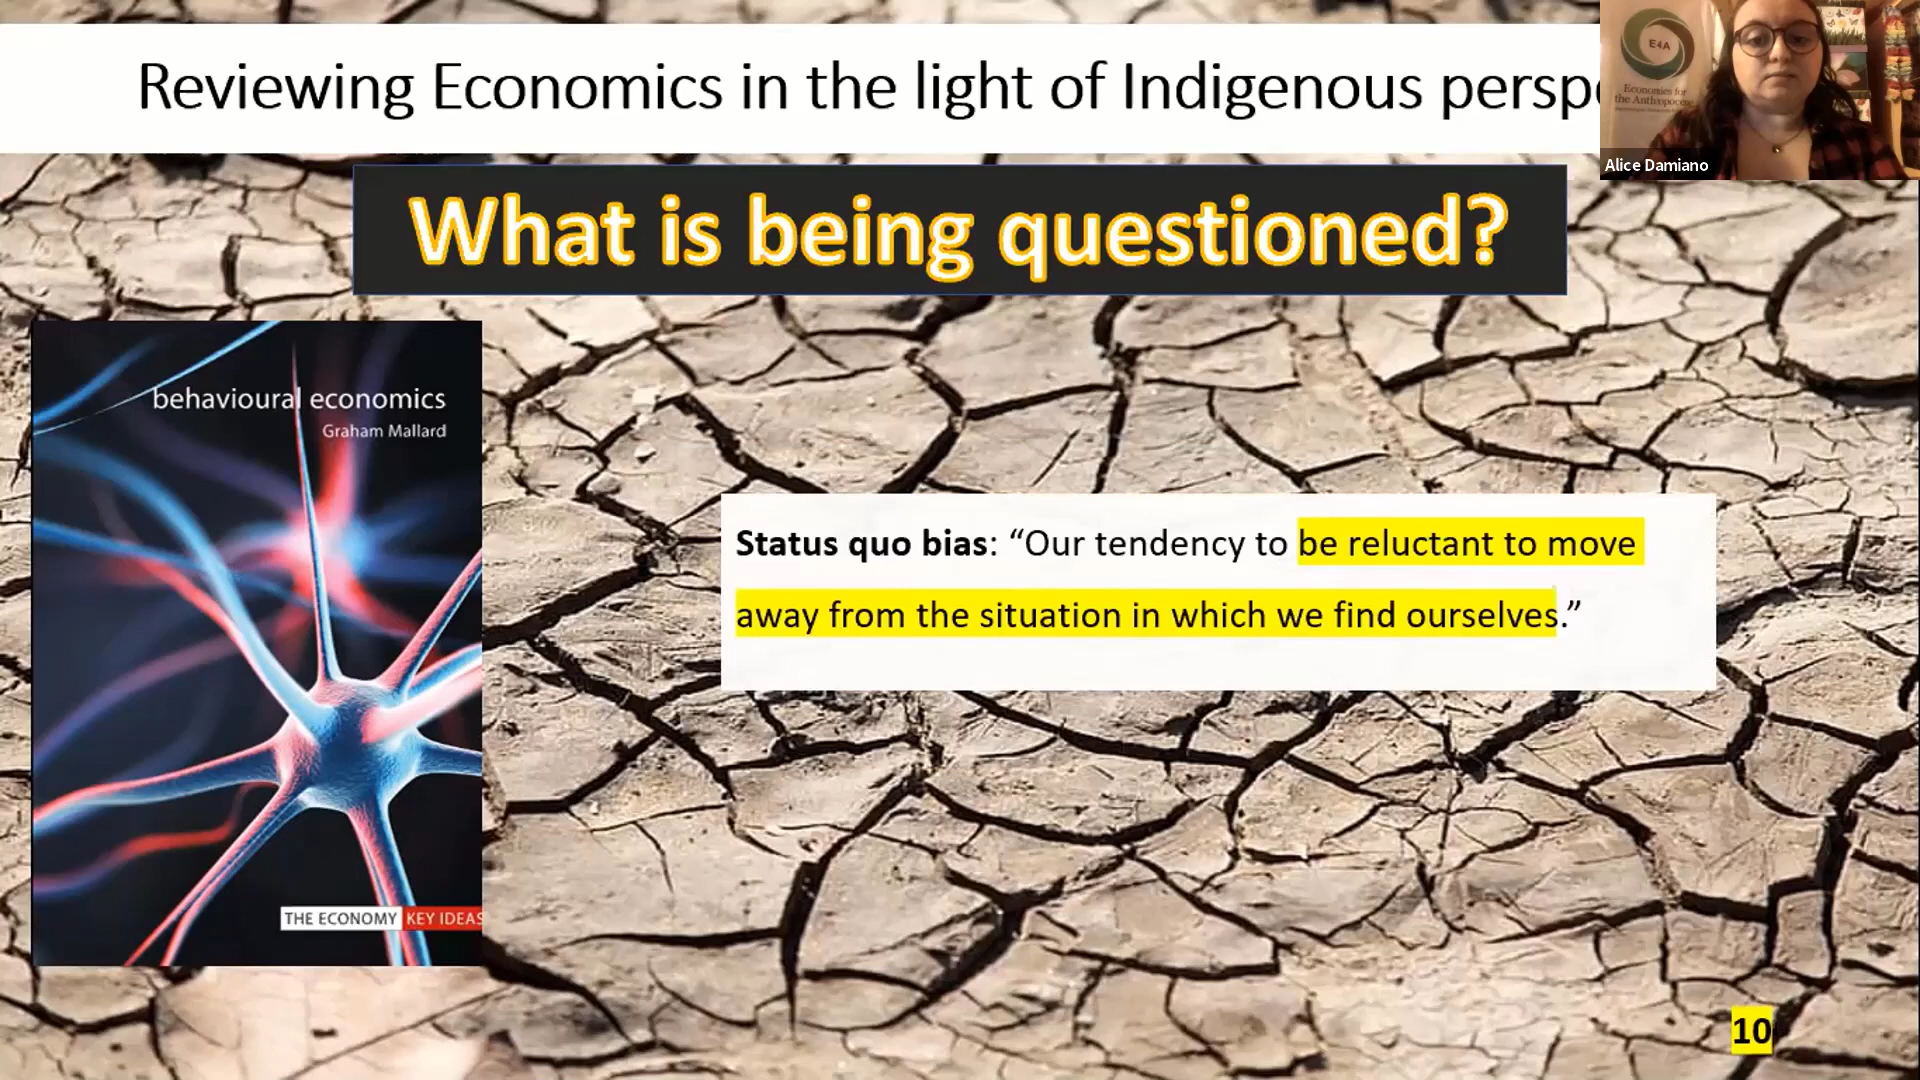 Reviewing Economics in the light of Indigenous persp
E4A
Economies for
the Anthropocene
Alice Damiano
What is being questioned?
behavioural economics
Graham Mallard
THE ECONOMY KEY IDEAS
Status quo bias: “Our tendency to be reluctant to move
away from the situation in which we find ourselves.”
10